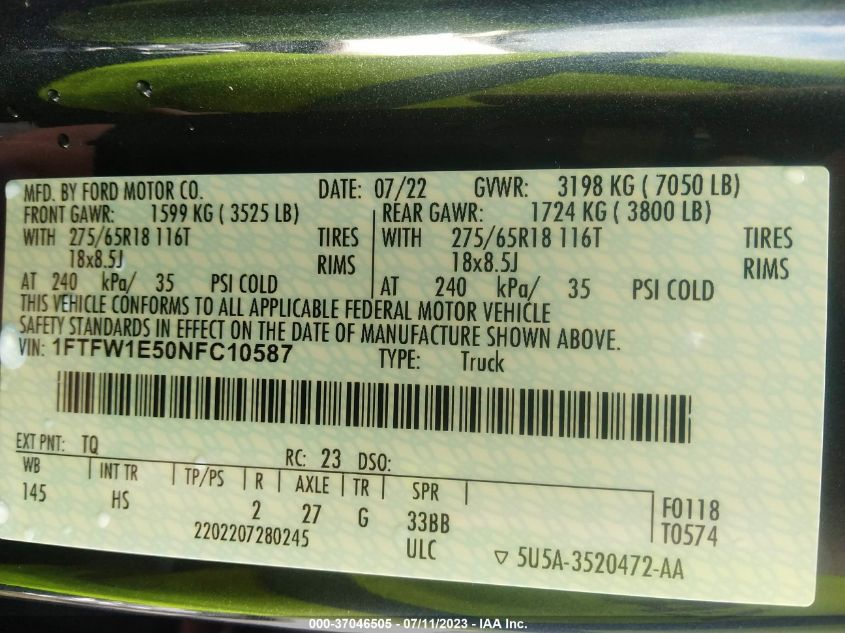 MFD. BY FORD MOTOR CO. DATE: 07/22 GVWR: 3198 KG ( 7050 LB)
FRONT GAWR: 1599 KG ( 3525 LB) REAR GAWR: 1724 KG ( 3800 LB)
WITH 275/65R18 116T TIRES WITH 275/65R18 116T TIRES
18x8.5J RIMS 18x8.5J RIMS
AT 240 kPa/ 35 PSI COLD AT 240 kPa/ 35 PSI COLD
THIS VEHICLE CONFORMS TO ALL APPLICABLE FEDERAL MOTOR VEHICLE
SAFETY STANDARDS IN EFFECT ON THE DATE OF MANUFACTURE SHOWN ABOVE.
VIN: 1FTFW1E50NFC10587 TYPE: Truck
EXT PNT: TQ RC: 23 DSO:
WB INT TR TP/PS R AXLE TR SPR
145 HS 2 27 G 33BB F0118
2202207280245 ULC T0574
5U5A-3520472-AA
000-37046505 - 07/11/2023 - IAA Inc.